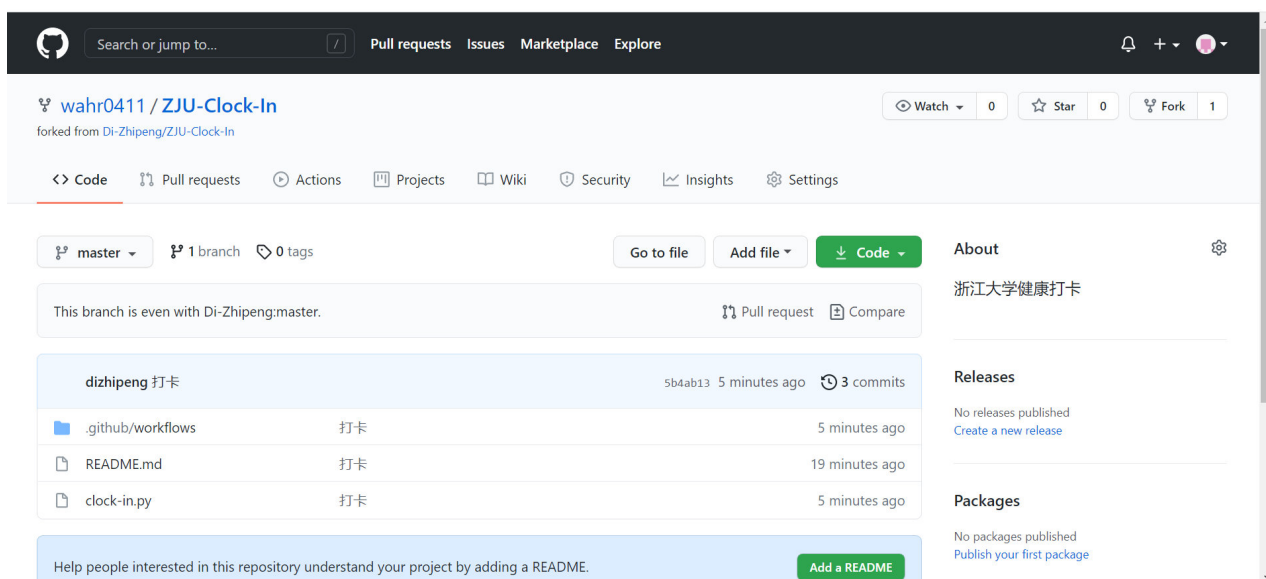 Search or jump to... / Pull requests Issues Marketplace Explore
wahr0411 / ZJU-Clock-In Watch 0 Star 0 Fork 1
forked from Di-Zhipeng/ZJU-Clock-In
<> Code Pull requests Actions Projects Wiki Security Insights Settings
master 1 branch 0 tags Go to file Add file Code
This branch is even with Di-Zhipeng:master. Pull request Compare
dizhipeng 打卡 5b4ab13 5 minutes ago 3 commits
.github/workflows 打卡 5 minutes ago
README.md 打卡 19 minutes ago
clock-in.py 打卡 5 minutes ago
Help people interested in this repository understand your project by adding a README. Add a README
About
浙江大学健康打卡
Releases
No releases published
Create a new release
Packages
No packages published
Publish your first package